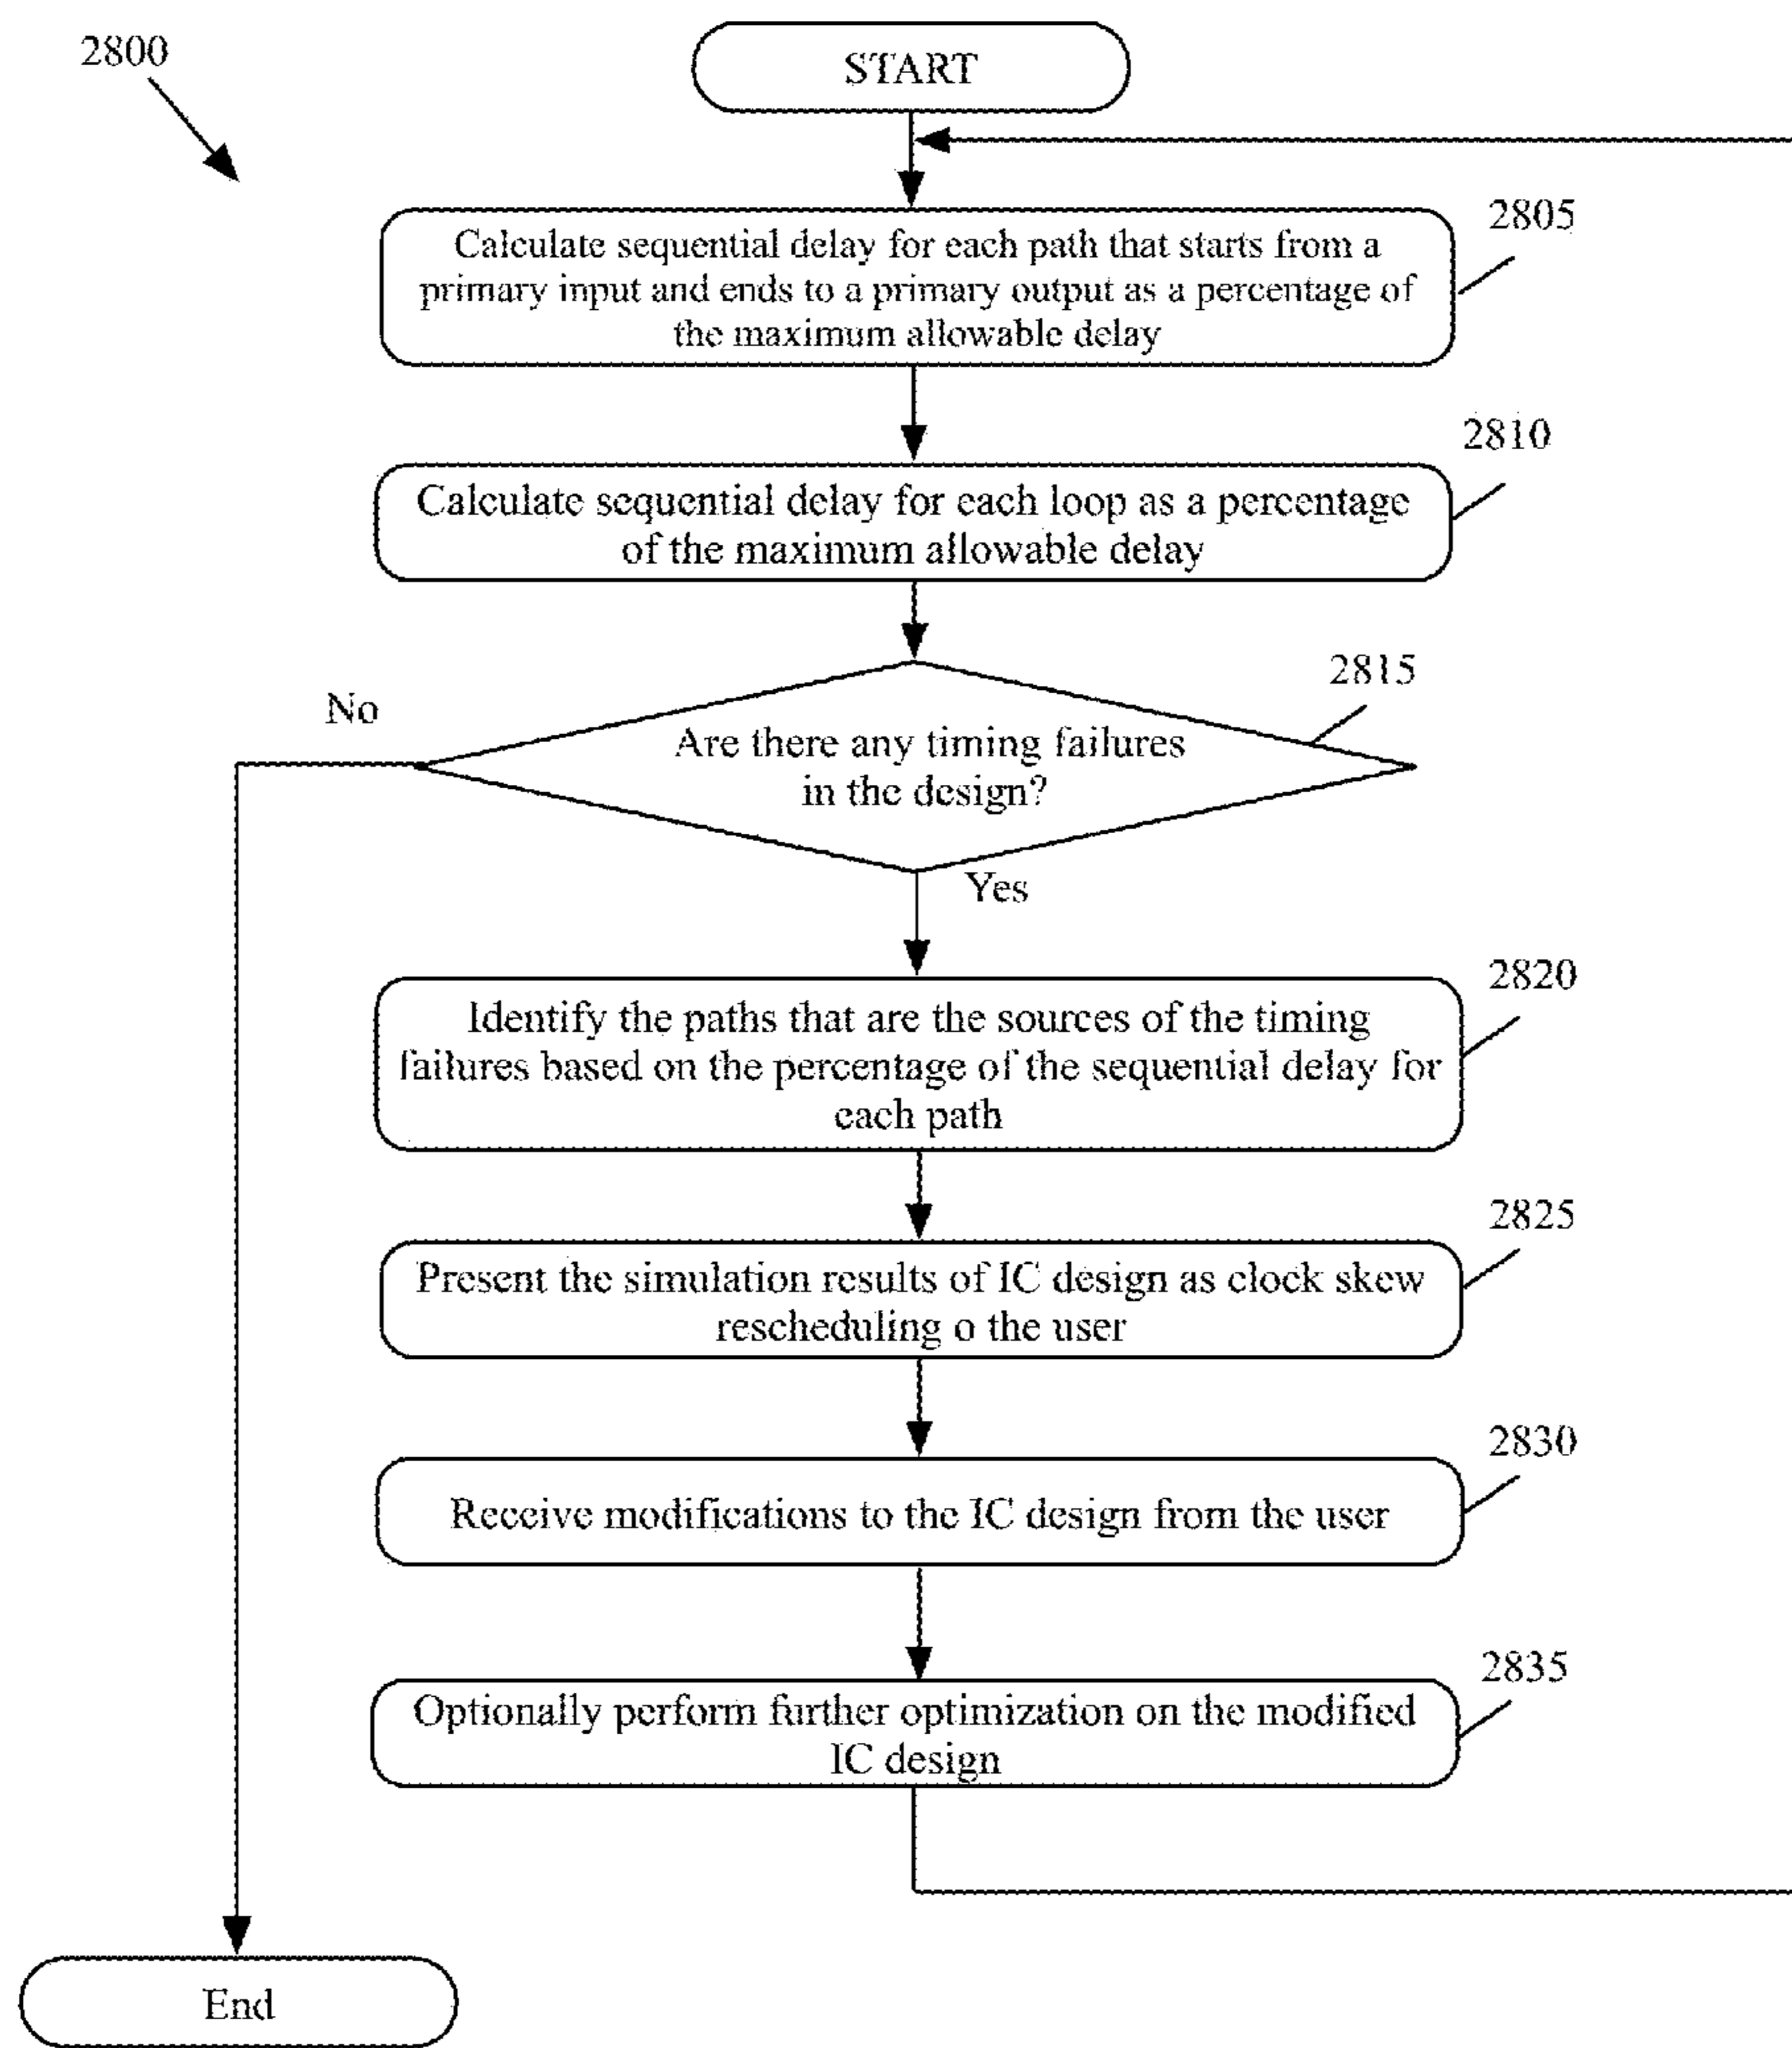 2800
START
2805
Calculate sequential delay for each path that starts from a
primary input and ends to a primary output as a percentage of
the maximum allowable delay
2810
Calculate sequential delay for each loop as a percentage
of the maximum allowable delay
2815
No
Are there any timing failures
in the design?
Yes
2820
Identify the paths that are the sources of the timing
failures based on the percentage of the sequential delay for
each path
2825
Present the simulation results of IC design as clock skew
rescheduling o the user
2830
Receive modifications to the IC design from the user
2835
Optionally perform further optimization on the modified
IC design
End